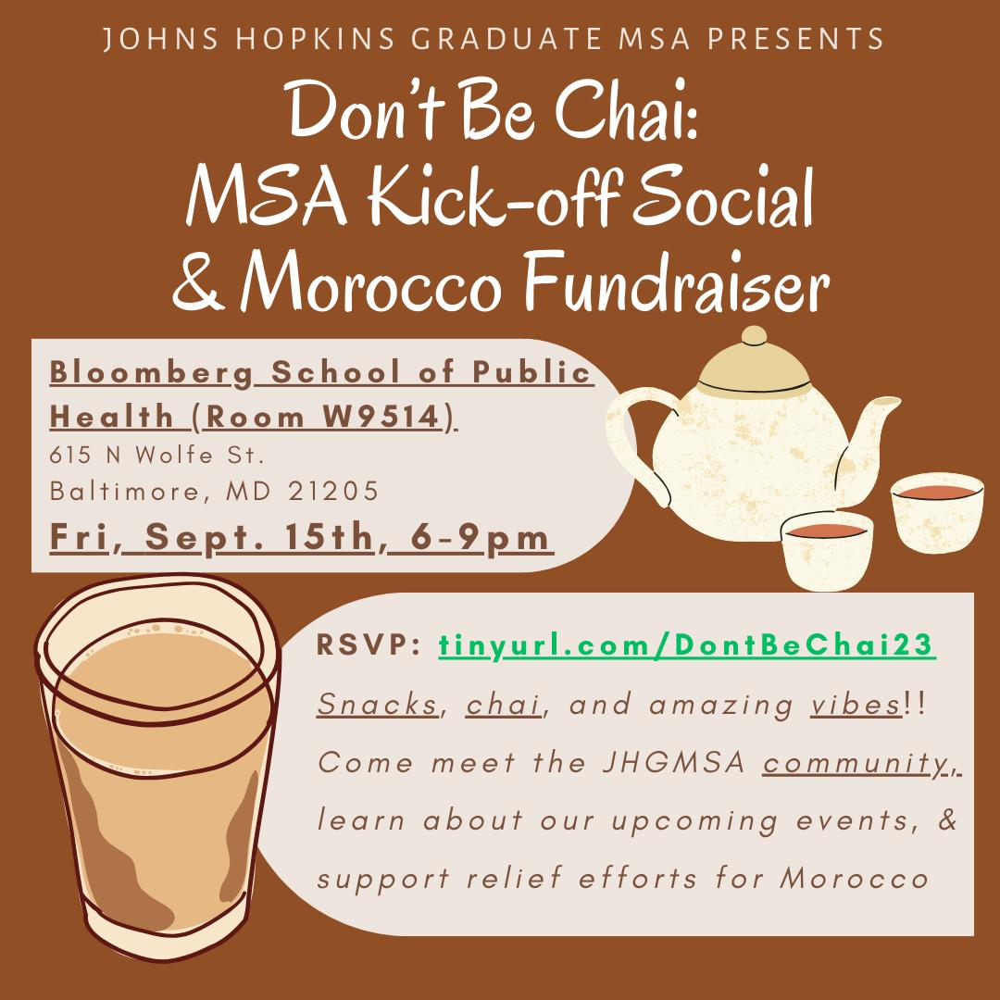 JOHNS HOPKINS GRADUATE MSA PRESENTS
Don't Be Chai:
MSA Kick-off Social
& Morocco Fundraiser
Bloomberg School of Public
Health (Room W9514)
615 N Wolfe St.
Baltimore, MD 21205
Fri, Sept. 15th, 6-9pm
RSVP: tinyurl.com/DontBeChai23
Snacks, chai, and amazing vibes!!
Come meet the JHGMSA community,
learn about our upcoming events, &
support relief efforts for Morocco